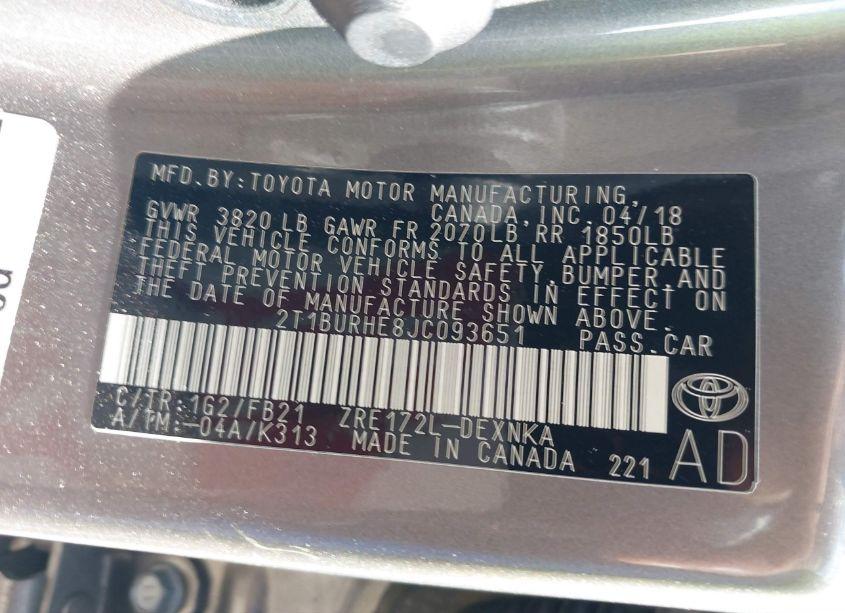 MFD.BY:TOYOTA MOTOR MANUFACTURING,
CANADA,INC.04/18
GVWR 3820LB GAWR FR 2070LB RR 1850LB
THIS VEHICLE CONFORMS TO ALL APPLICABLE
FEDERAL MOTOR VEHICLE SAFETY,BUMPER,AND
THEFT PREVENTION STANDARDS IN EFFECT ON
THE DATE OF MANUFACTURE SHOWN ABOVE.
2T1BURHE8JC093651 PASS.CAR
C/TR:1G2/FB21 ZRE172L-DEXNKA
A/TM:-04A/K313 MADE IN CANADA 221 AD